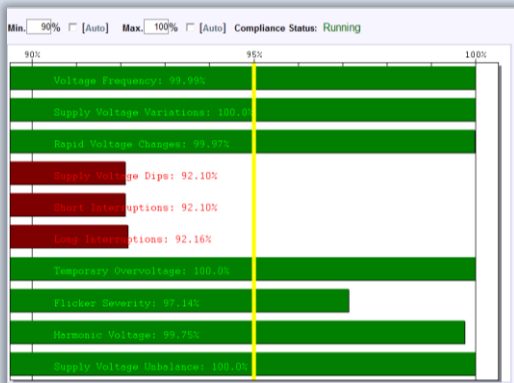 Min. 90% [Auto] Max. 100% [Auto] Compliance Status: Running
90% 95% 100%
Voltage Frequency: 99.99%
Supply Voltage Variations: 100.0%
Rapid Voltage Changes: 99.97%
Supply Voltage Dips: 92.10%
Short Interruptions: 92.10%
Long Interruptions: 92.16%
Temporary Overvoltage: 100.0%
Flicker Severity: 97.14%
Harmonic Voltage: 99.75%
Supply Voltage Unbalance: 100.0%